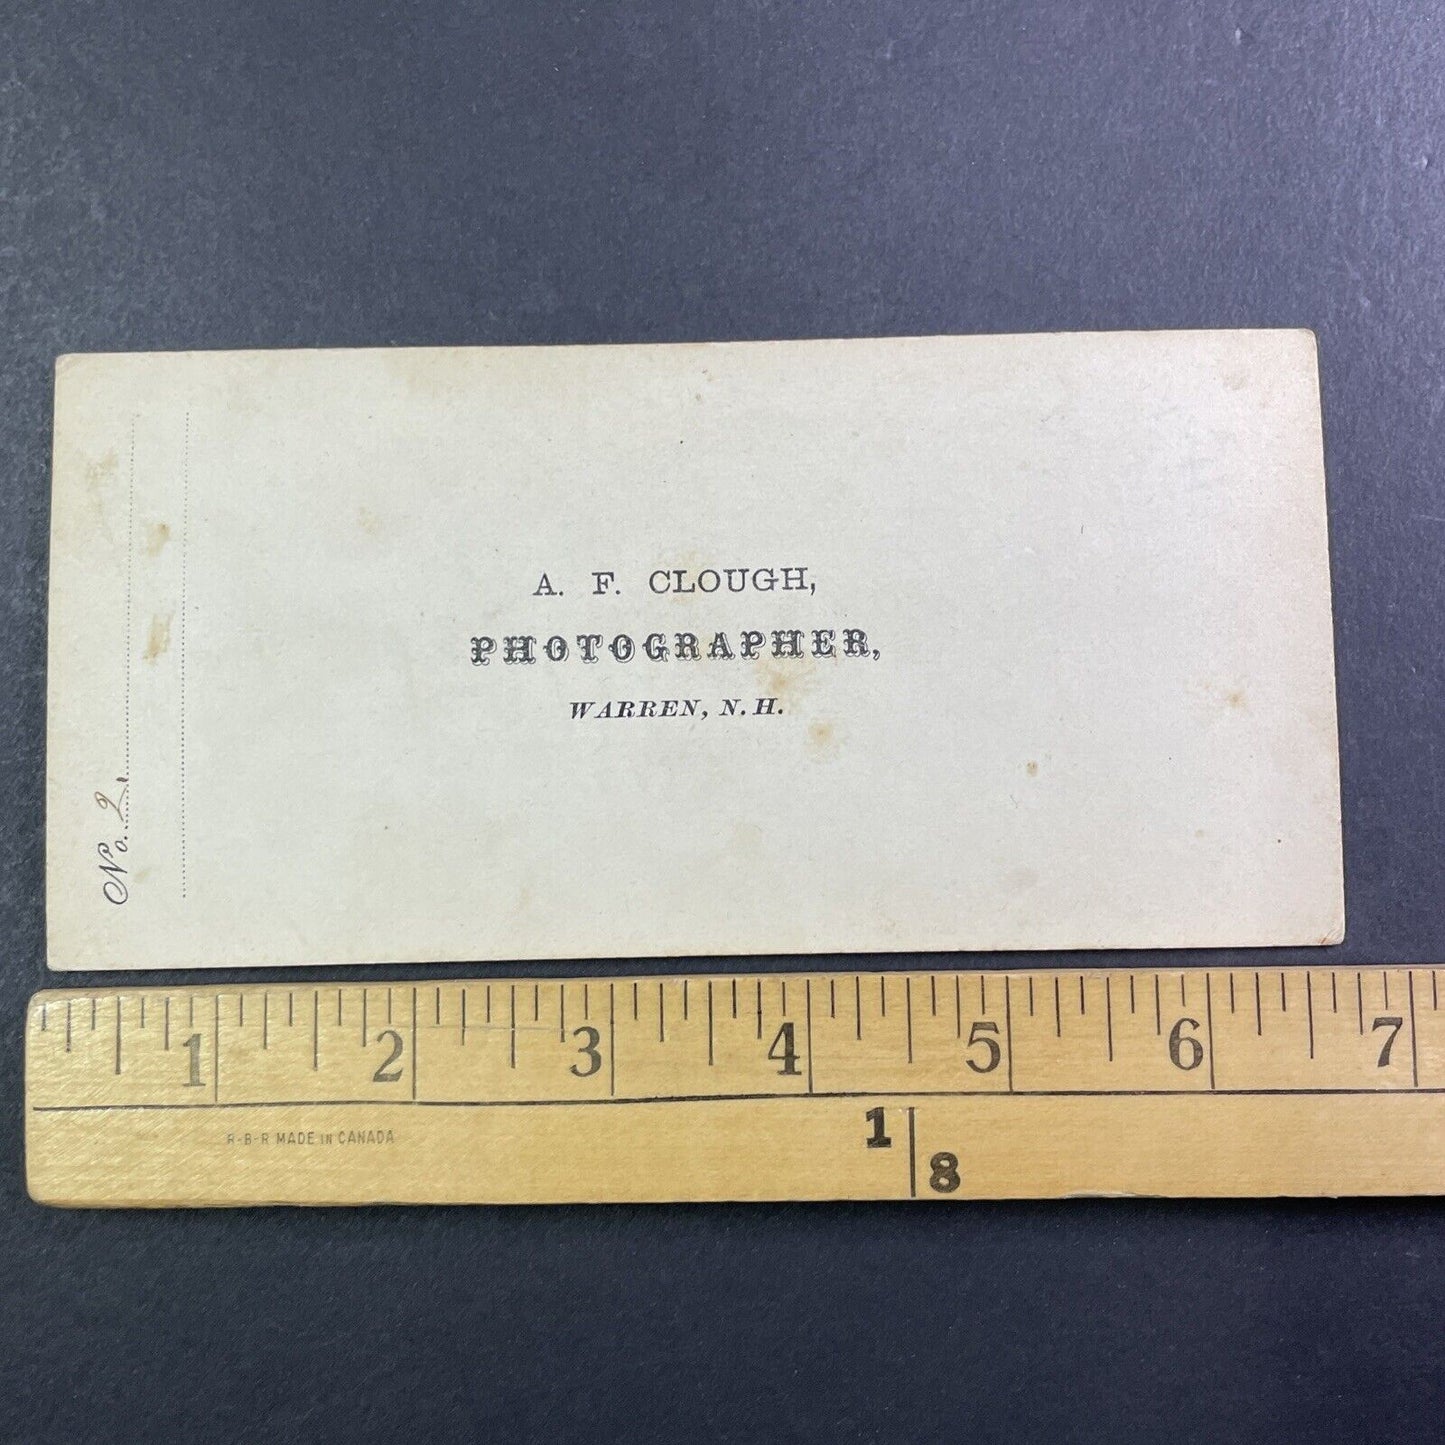 A. F. CLOUGH,
PHOTOGRAPHER,
WARREN, N. H.
No. 2.
1 2 3 4 5 6 7
R-B-R MADE IN CANADA
1
8